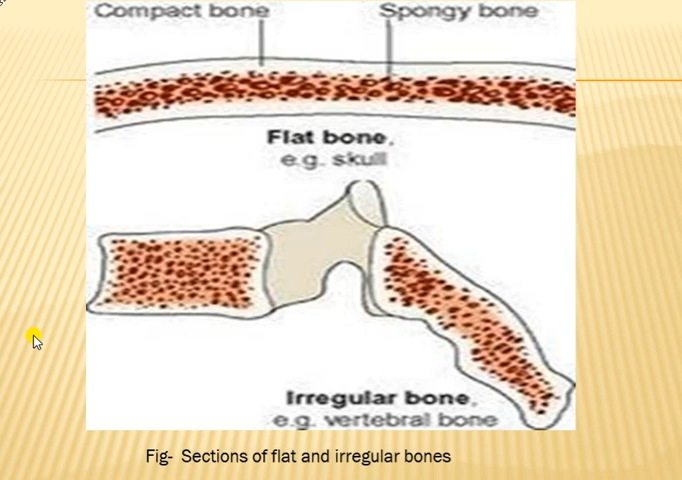 Compact bone
Spongy bone
Flat bone.
e.g. skull
Irregular bone.
e.g. vertebral bone
Fig- Sections of flat and irregular bones